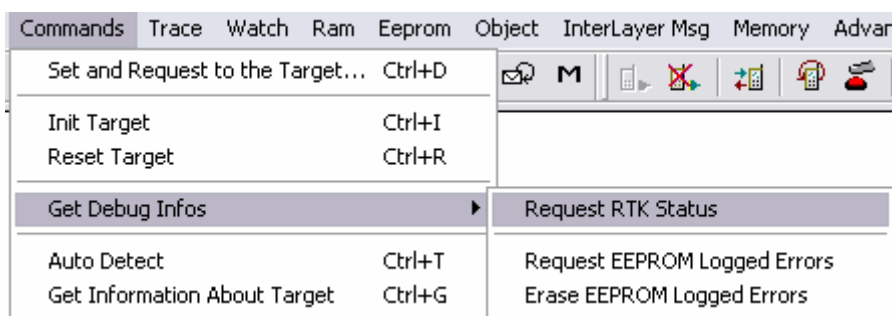 Commands Trace Watch Ram Eeprom Object InterLayer Msg Memory Advar
Set and Request to the Target... Ctrl+D
M
Init Target Ctrl+I
Reset Target Ctrl+R
Get Debug Infos Request RTK Status
Auto Detect Ctrl+T Request EEPROM Logged Errors
Get Information About Target Ctrl+G Erase EEPROM Logged Errors